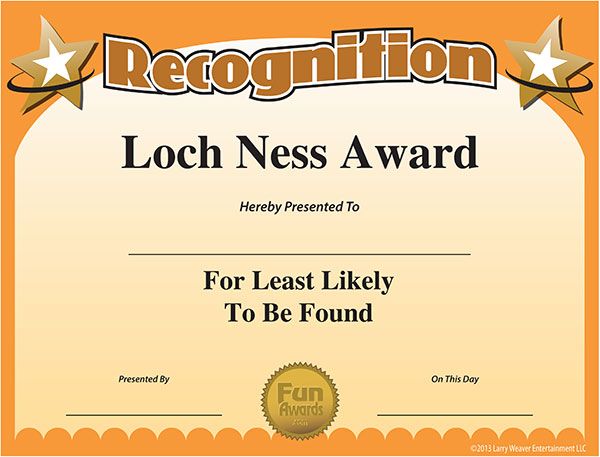 Recognition
Loch Ness Award
Hereby Presented To
For Least Likely
To Be Found
Presented By
On This Day
Fun
Awards
.com
©2013 Larry Weaver Entertainment LLC